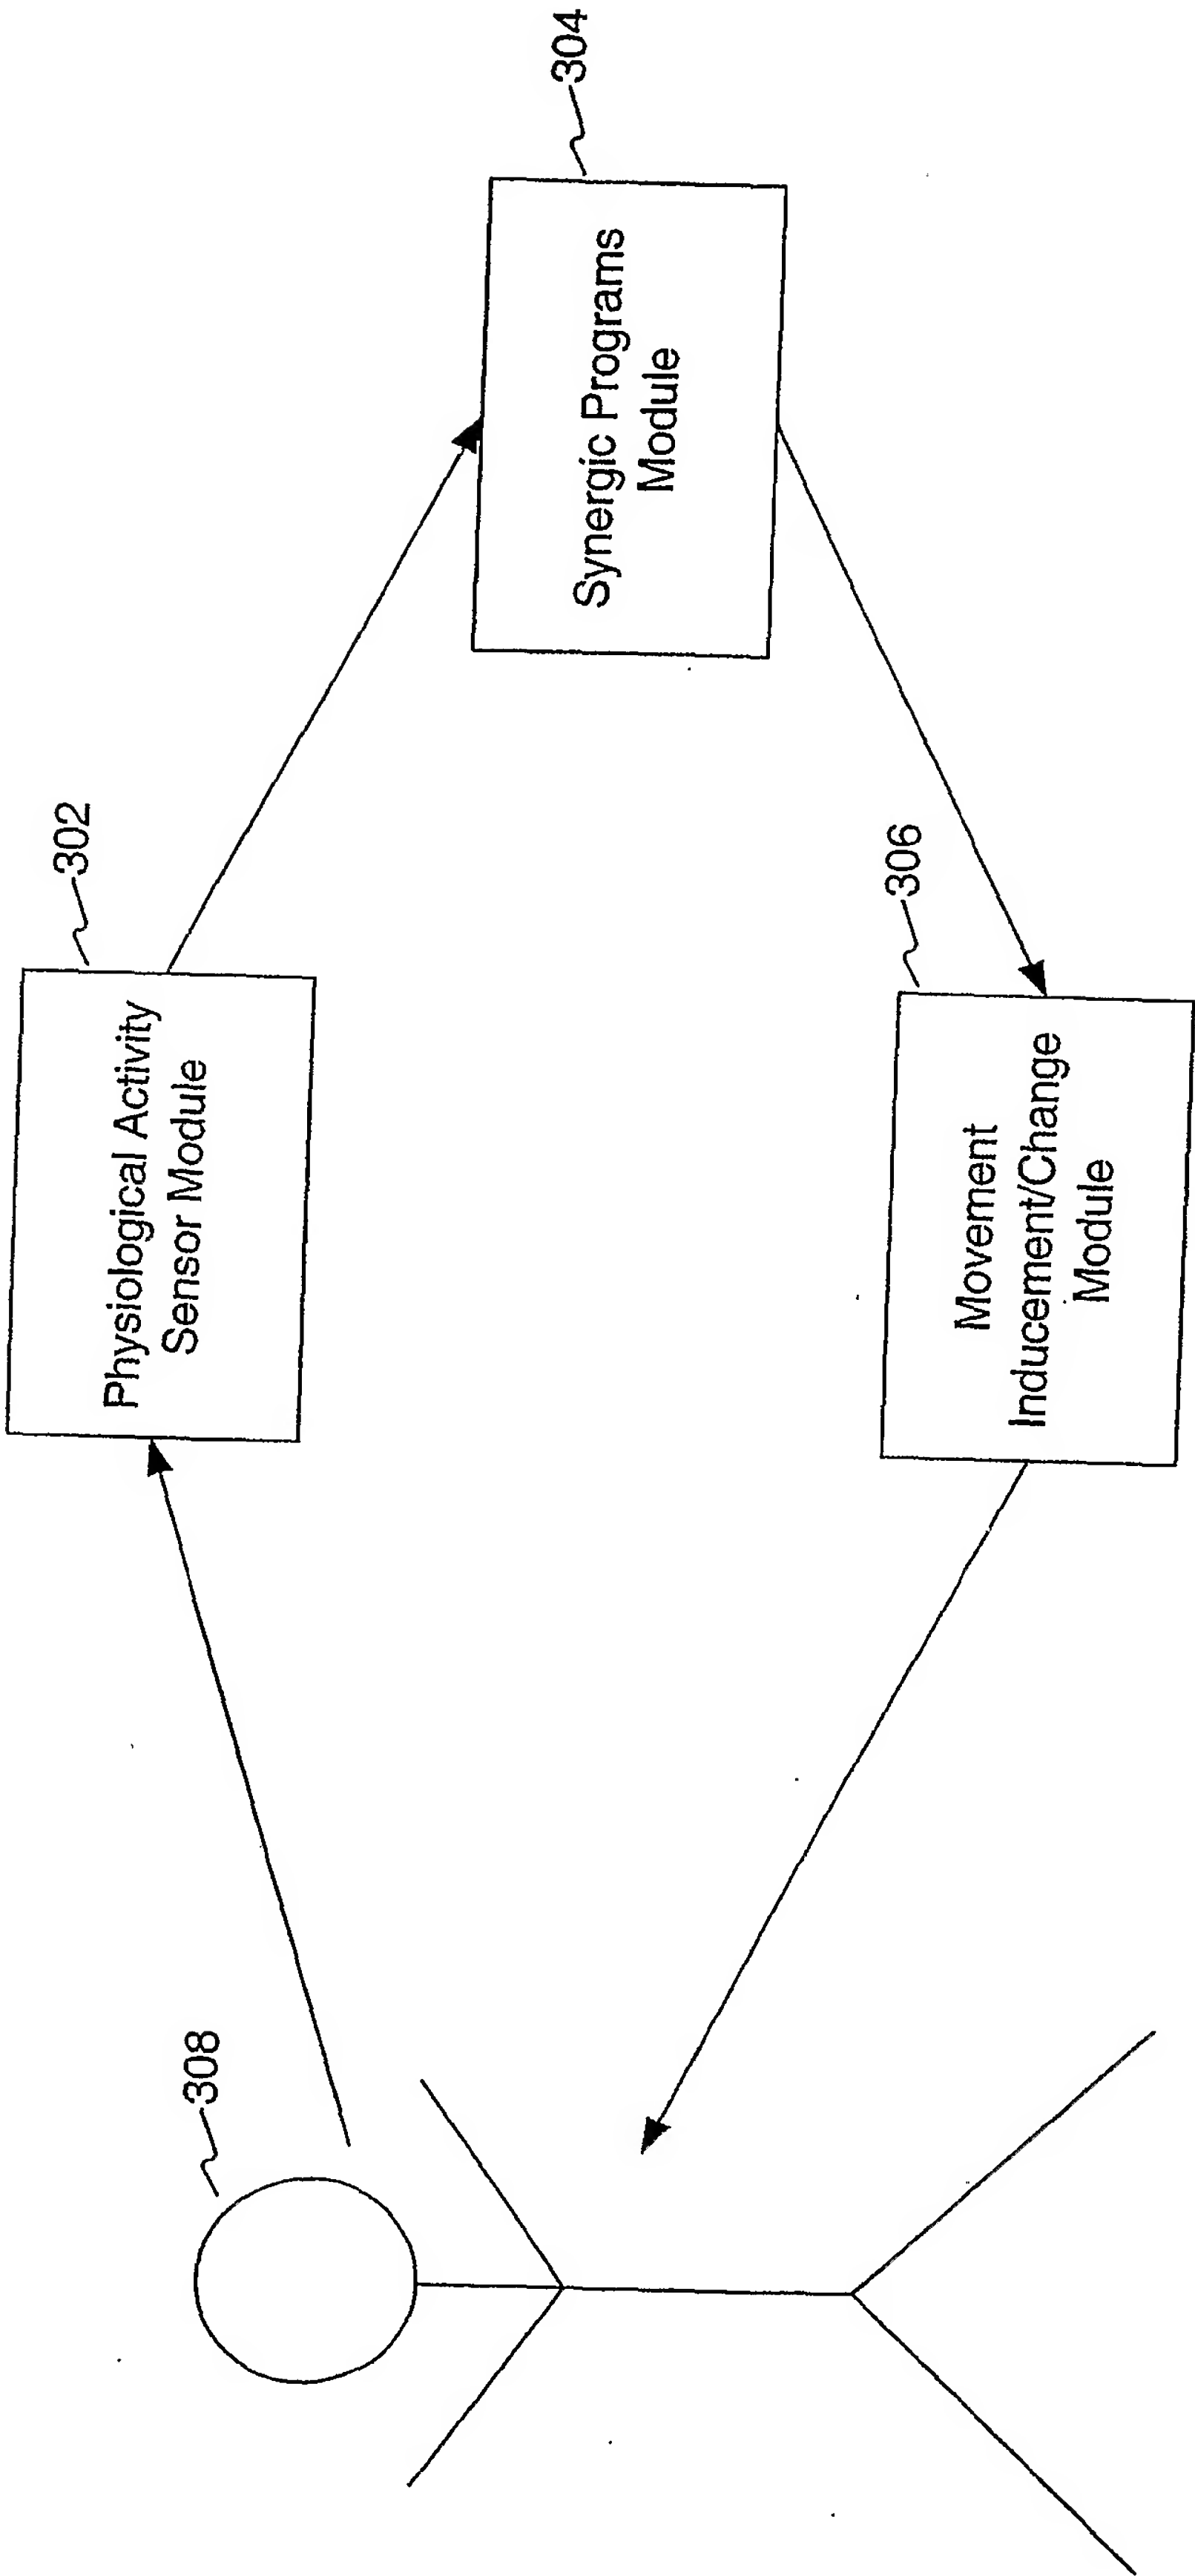 308
302
Physiological Activity
Sensor Module
304
Synergic Programs
Module
306
Movement
Inducement/Change
Module